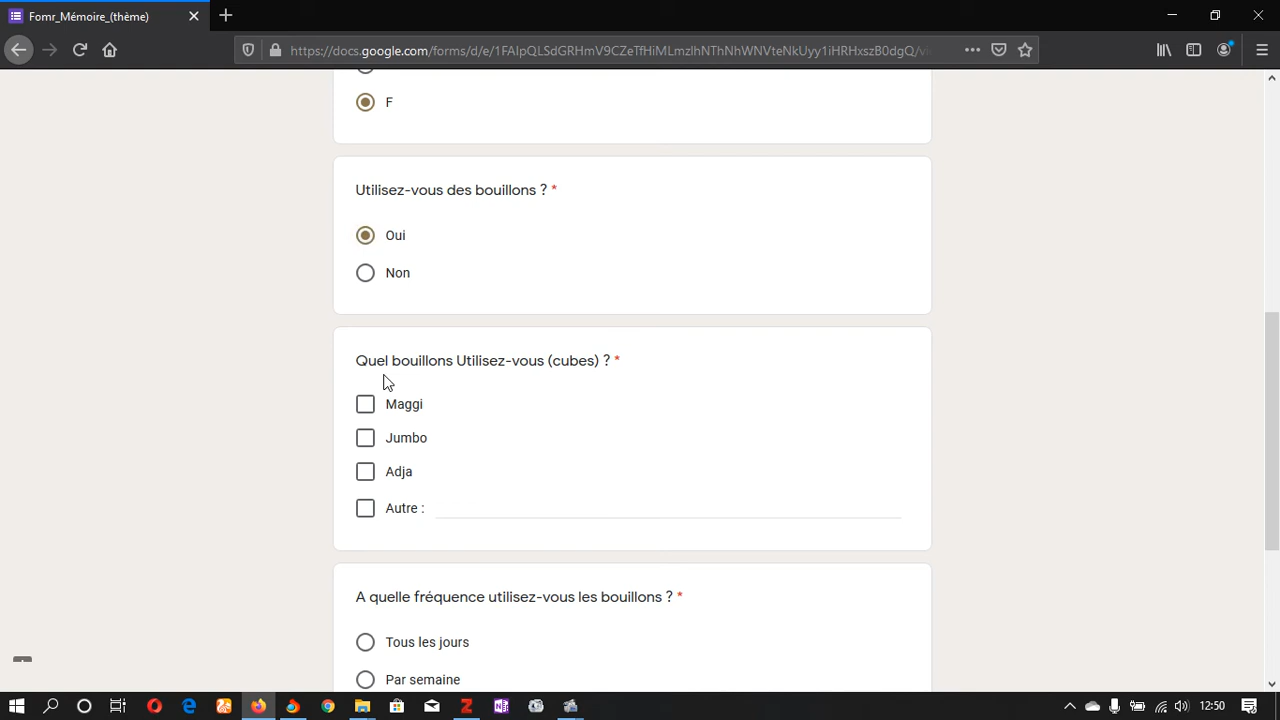 Fomr_Mémoire_(thème)
https://docs.google.com/forms/d/e/1FAIpQLSdGRHmV9CZeTfHiMLmzlhNThNhWNVteNkUyy1iHRHxszB0dgQ/vi
F
Utilisez-vous des bouillons ? *
Oui
Non
Quel bouillons Utilisez-vous (cubes) ? *
Maggi
Jumbo
Adja
Autre :
A quelle fréquence utilisez-vous les bouillons ? *
Tous les jours
Par semaine
12:50